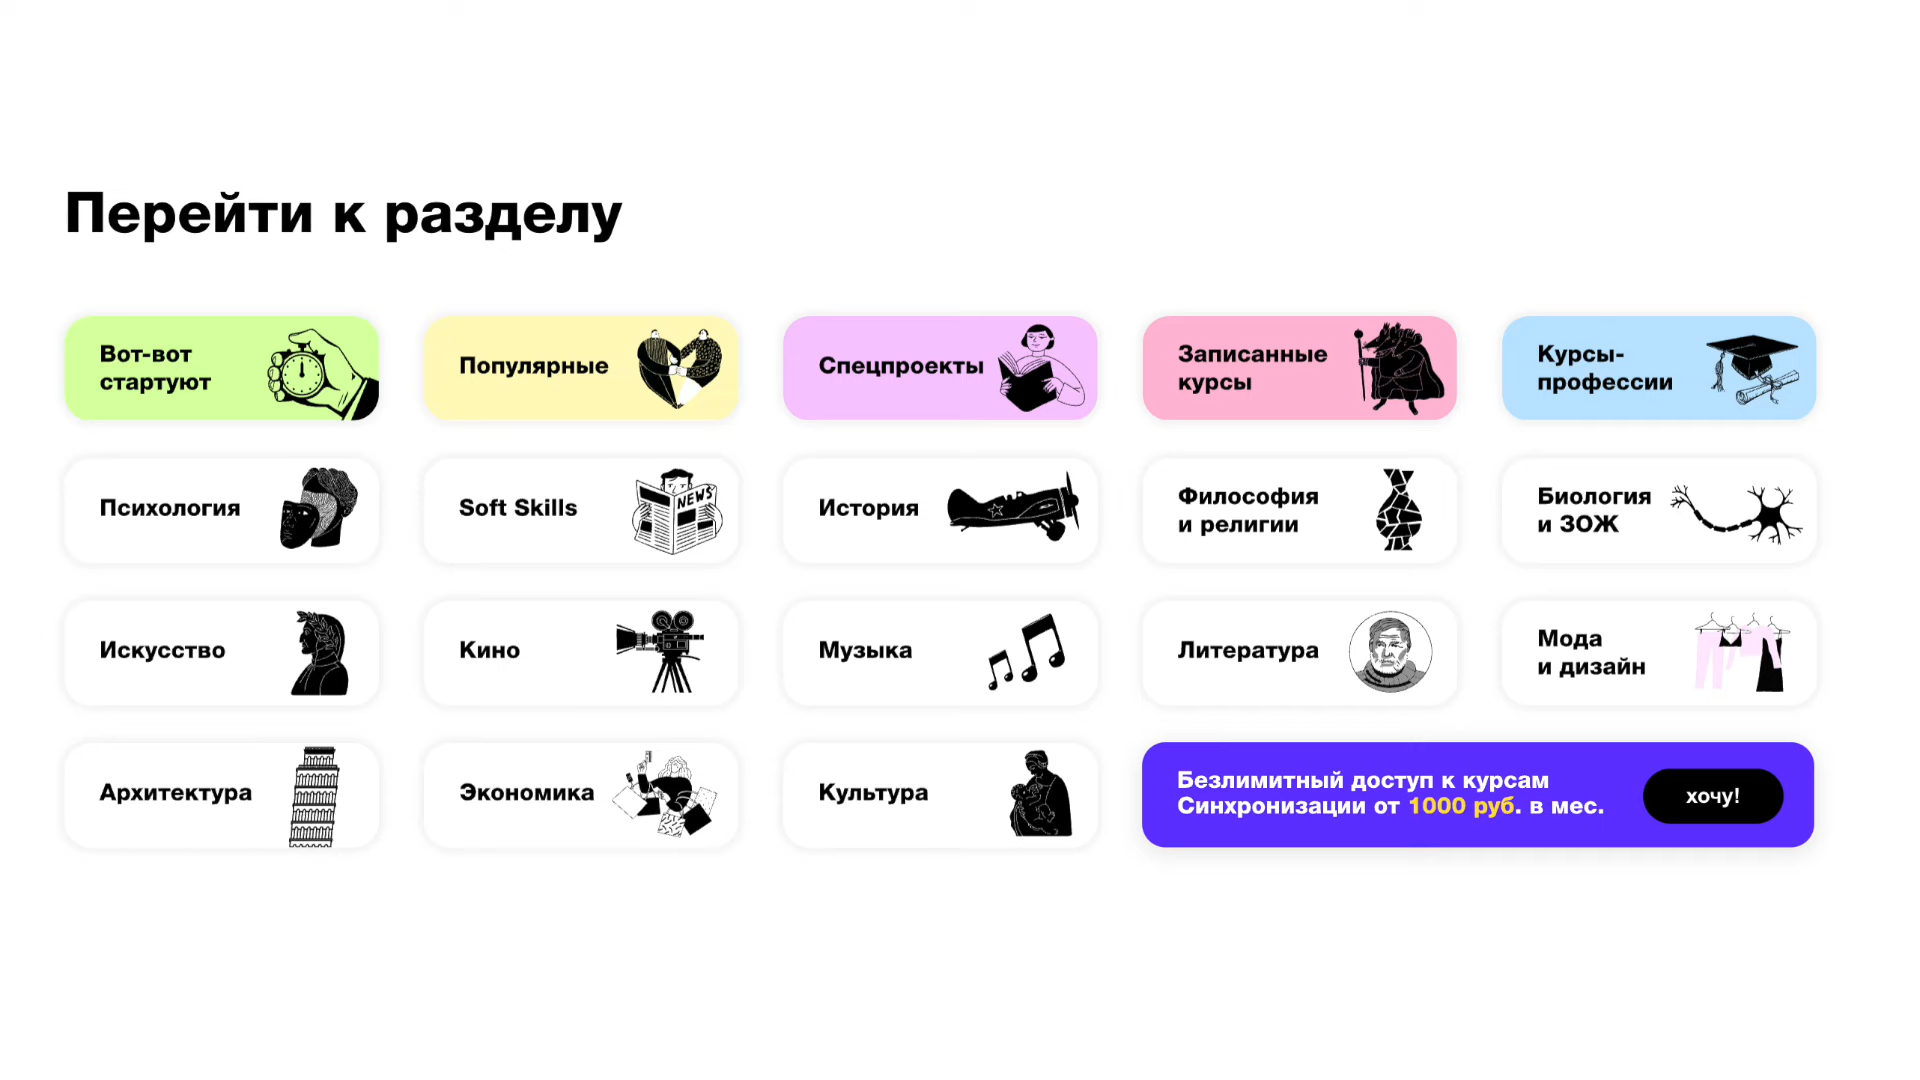 Перейти к разделу
Вот-вот
стартуют
Популярные
Спецпроекты
Записанные
курсы
Курсы-
профессии
Психология
Soft Skills
NEWS
История
Философия
и религии
Биология
и ЗОЖ
Искусство
Кино
Музыка
Литература
Мода
и дизайн
Архитектура
Экономика
Культура
Безлимитный доступ к курсам
Синхронизации от 1000 руб. в мес.
хочу!